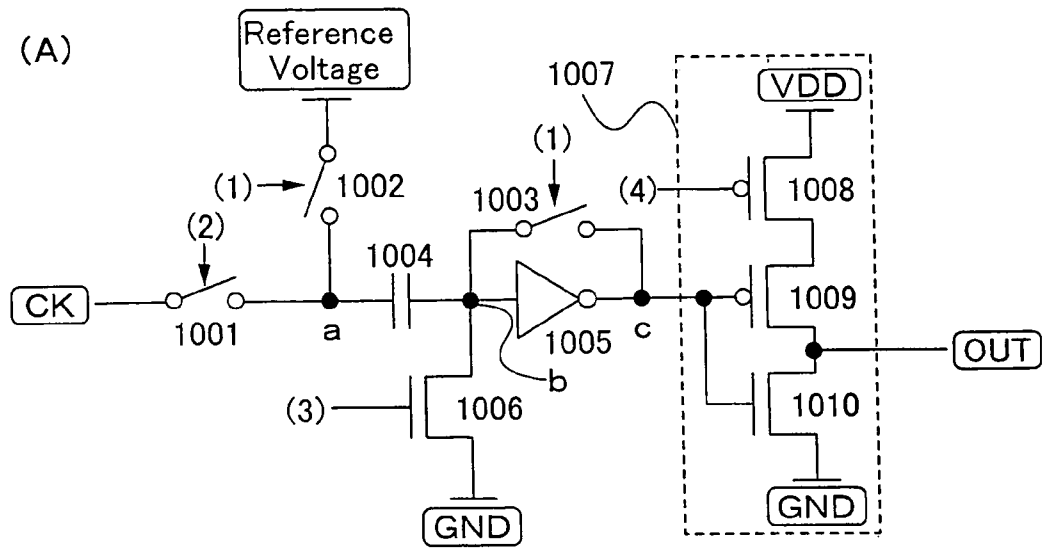 (A)
Reference
Voltage
1007
VDD
(1)
1002
(1)
1003
(4)
1008
(2)
1004
CK
1001
a
1005
c
1009
b
OUT
(3)
1006
1010
GND
GND